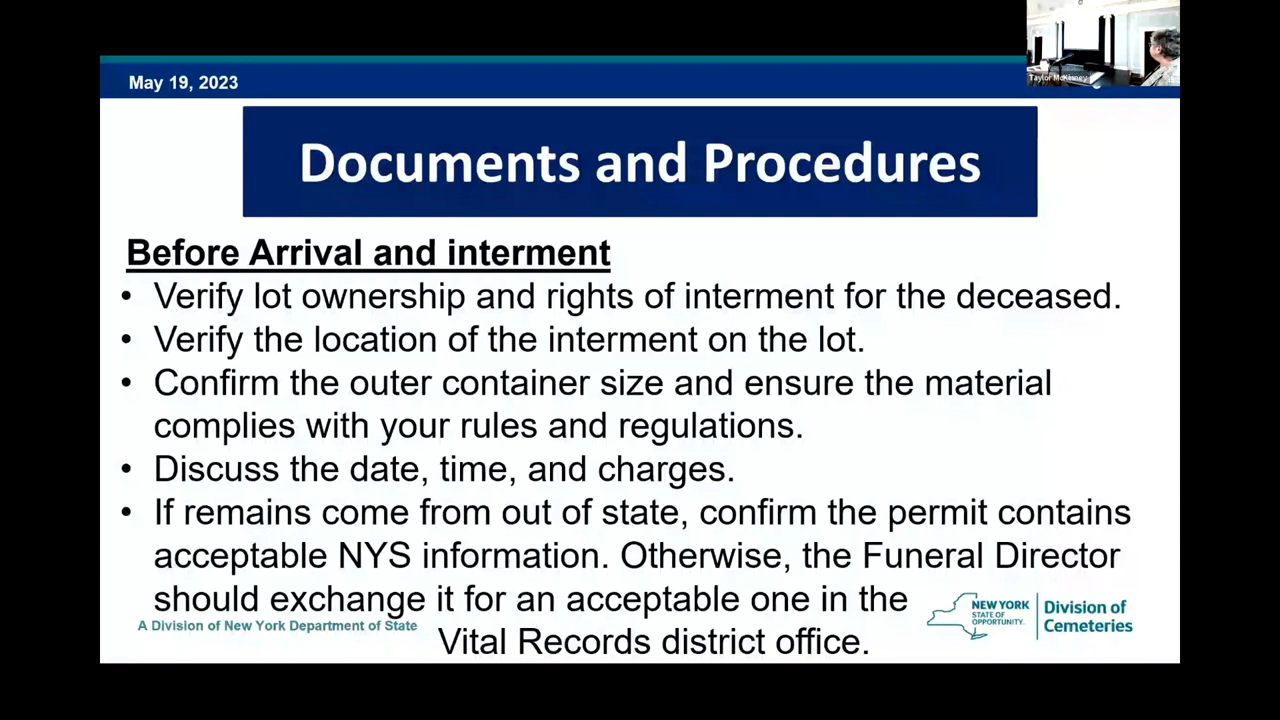 May 19, 2023
Taylor McKinney
Documents and Procedures
Before Arrival and interment
• Verify lot ownership and rights of interment for the deceased.
• Verify the location of the interment on the lot.
• Confirm the outer container size and ensure the material
complies with your rules and regulations.
• Discuss the date, time, and charges.
• If remains come from out of state, confirm the permit contains
acceptable NYS information. Otherwise, the Funeral Director
should exchange it for an acceptable one in the
Vital Records district office.
A Division of New York Department of State
NEW YORK
STATE OF
OPPORTUNITY.
Division of
Cemeteries